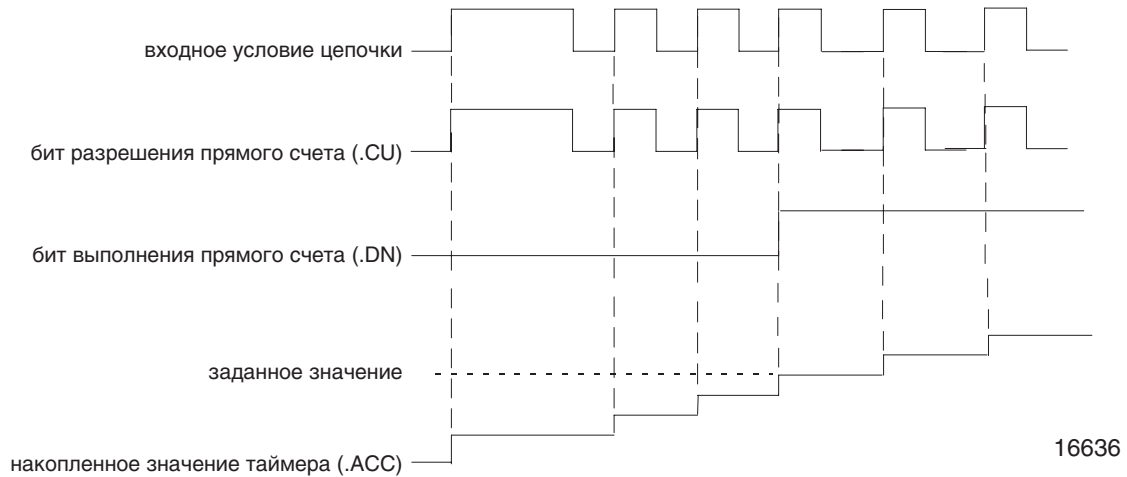 входное условие цепочки
бит разрешения прямого счета (.CU)
бит выполнения прямого счета (.DN)
заданное значение
накопленное значение таймера (.ACC)
16636